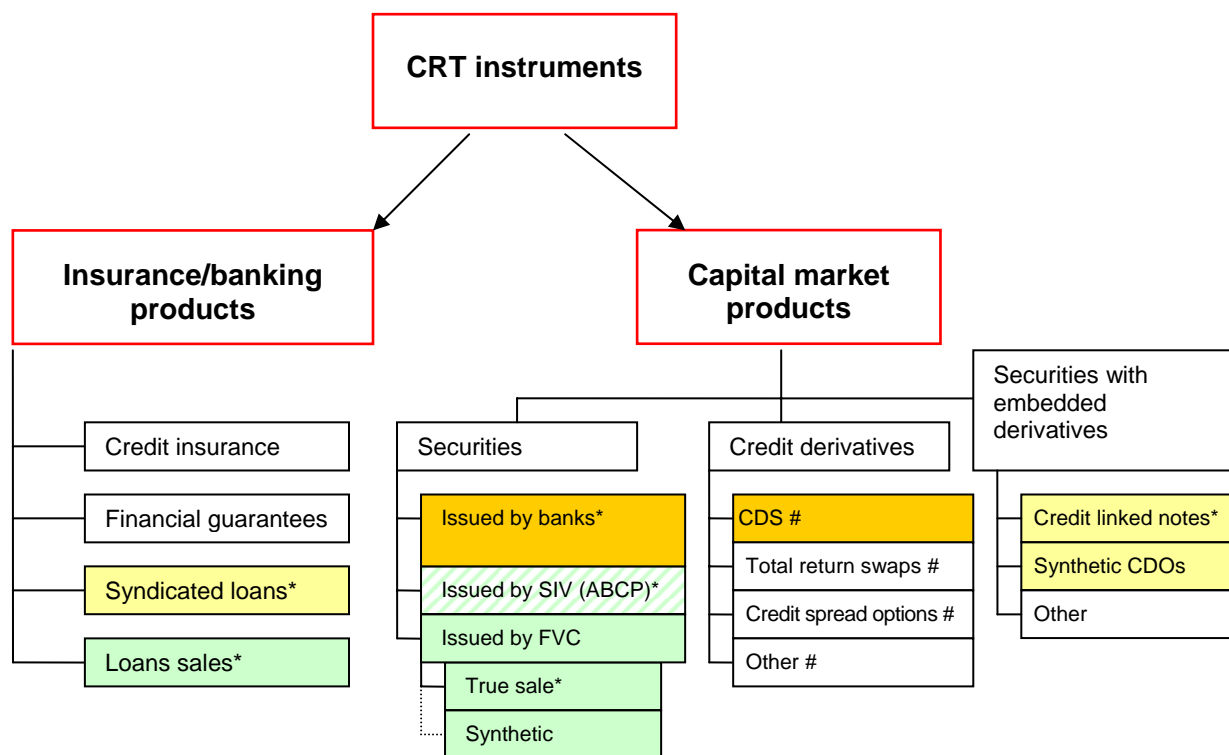 CRT instruments
Insurance/banking
products
Capital market
products
Credit insurance
Financial guarantees
Syndicated loans*
Loans sales*
Securities
Issued by banks*
Issued by SIV (ABCP)*
Issued by FVC
True sale*
Synthetic
Credit derivatives
CDS #
Total return swaps #
Credit spread options #
Other #
Securities with
embedded
derivatives
Credit linked notes*
Synthetic CDOs
Other